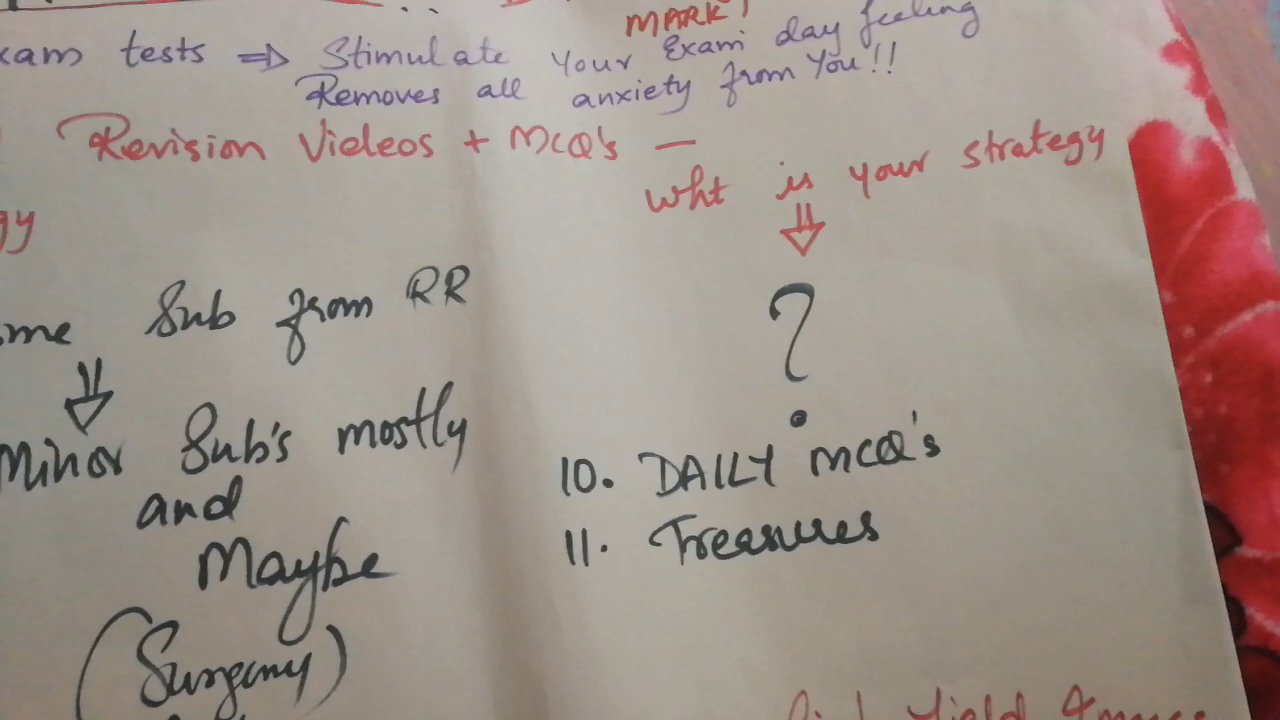 MARK!
xam tests ⇒ Stimulate your Exam day feeling
Removes all anxiety from You!!
Revision Videos + MCQ's —
wht is your strategy
⇓
?
gy
me Sub from RR
⇓
Minor Sub's mostly
and
Maybe
(Surgery)
10. DAILY MCQ's
11. Treasures
Yield